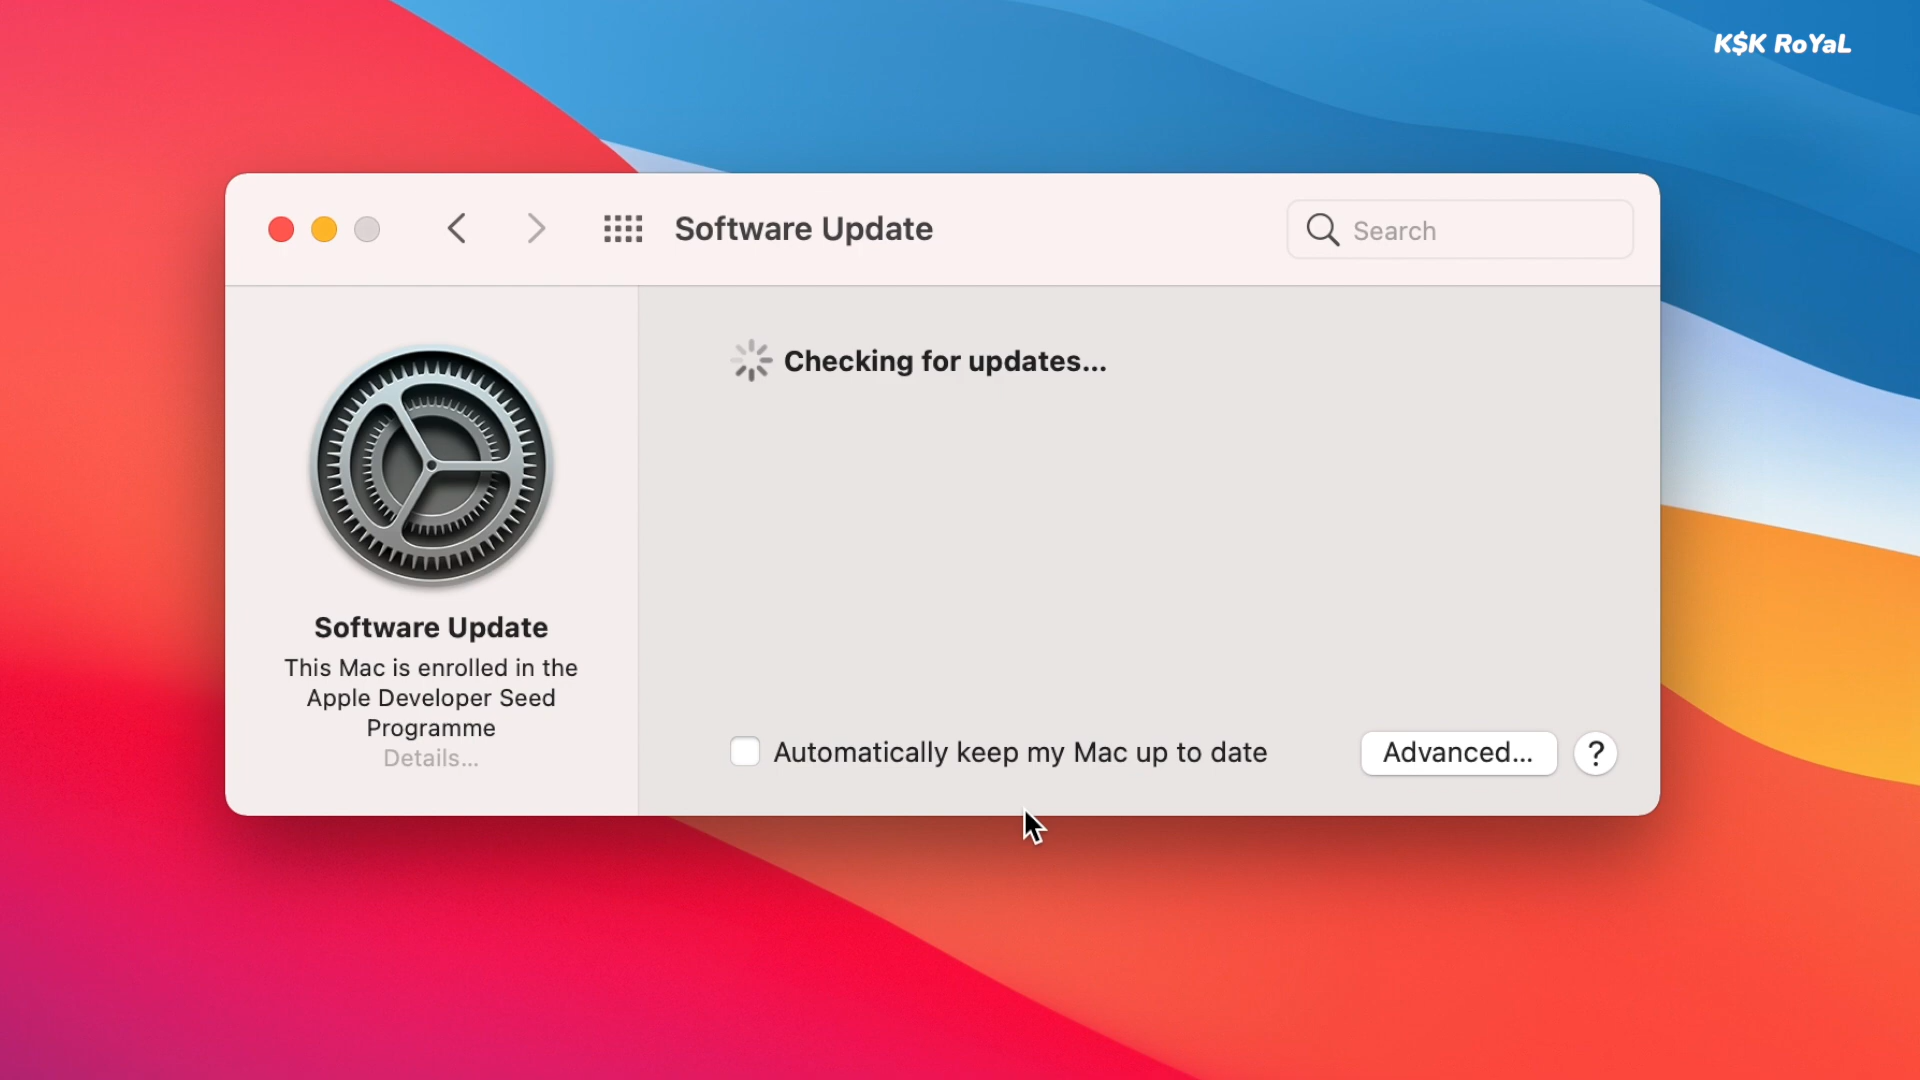 K$K RoYaL
Software Update
Search
Checking for updates...
Software Update
This Mac is enrolled in the
Apple Developer Seed
Programme
Details...
Automatically keep my Mac up to date
Advanced...
?